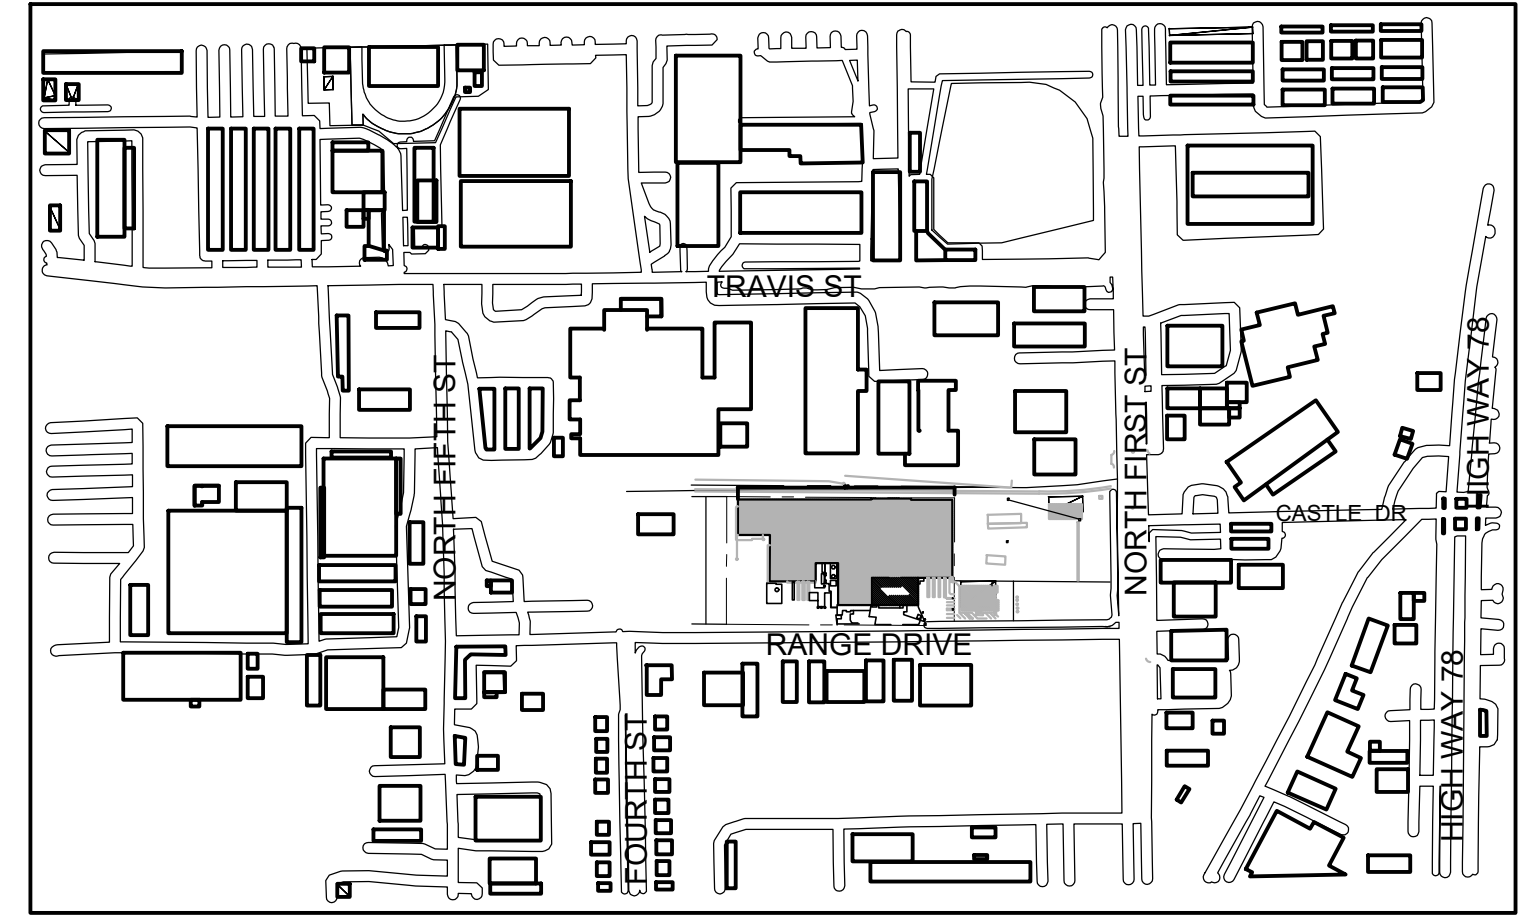 TRAVIS ST
NORTH FIFTH ST
NORTH FIRST ST
HIGH WAY 78
CASTLE DR
RANGE DRIVE
FOURTH ST
HIGH WAY 78